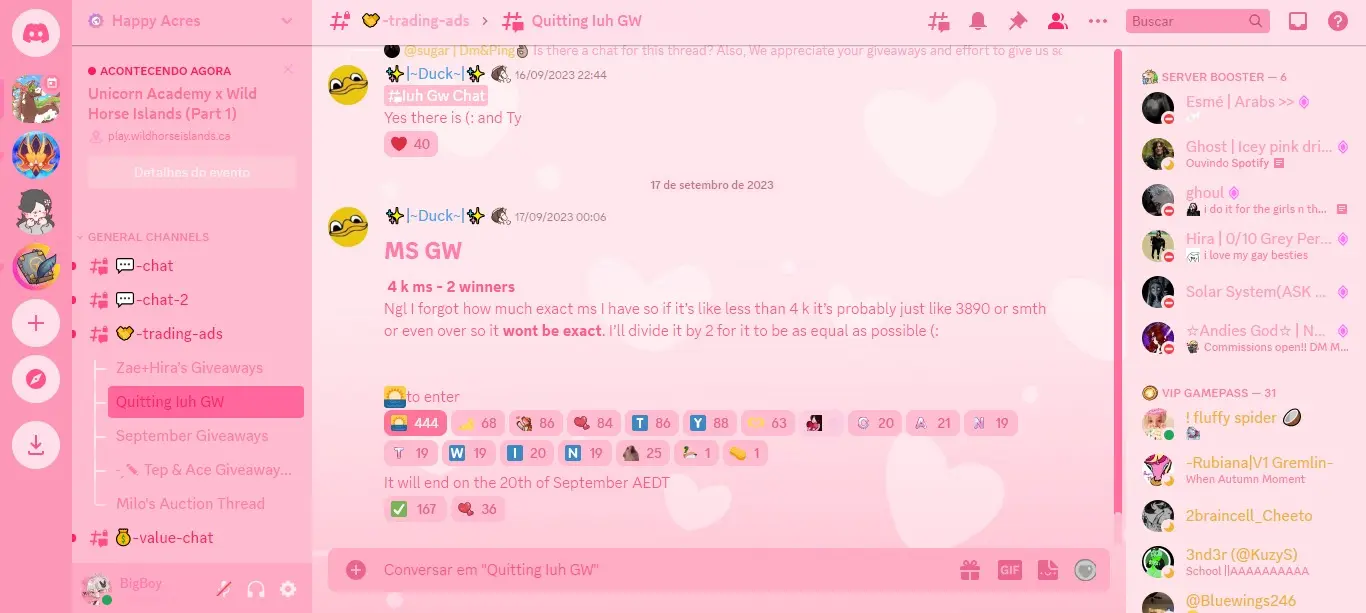 Happy Acres
ACONTECENDO AGORA
Unicorn Academy x Wild
Horse Islands (Part 1)
play.wildhorseislands.ca
Detalhes do evento
GENERAL CHANNELS
-chat
-chat-2
-trading-ads
Zae+Hira's Giveaways
Quitting Iuh GW
September Giveaways
Tep & Ace Giveaway...
Milo's Auction Thread
-value-chat
BigBoy
-trading-ads > Quitting Iuh GW
Buscar
@sugar | Dm&Ping Is there a chat for this thread? Also, We appreciate your giveaways and effort to give us sc
|~Duck~| 16/09/2023 22:44
Iuh Gw Chat
Yes there is (: and Ty
40
17 de setembro de 2023
|~Duck~| 17/09/2023 00:06
MS GW
4 k ms - 2 winners
Ngl I forgot how much exact ms I have so if it's like less than 4 k it's probably just like 3890 or smth
or even over so it wont be exact. I'll divide it by 2 for it to be as equal as possible (:
to enter
444 68 86 84 T 86 Y 88 63 20 A 21 N 19
T 19 W 19 I 20 N 19 25 1 1
It will end on the 20th of September AEDT
167 36
Conversar em "Quitting Iuh GW"
GIF
SERVER BOOSTER — 6
Esmé | Arabs >>
Ghost | Icey pink dri...
Ouvindo Spotify
ghoul
i do it for the girls n th...
Hira | 0/10 Grey Per...
i love my gay besties
Solar System(ASK ...
☆Andies God☆ | N...
Commissions open!! DM M...
VIP GAMEPASS — 31
! fluffy spider
-Rubiana|V1 Gremlin-
When Autumn Moment
2braincell_Cheeto
3nd3r (@KuzyS)
School ||AAAAAAAAAA
@Bluewings246